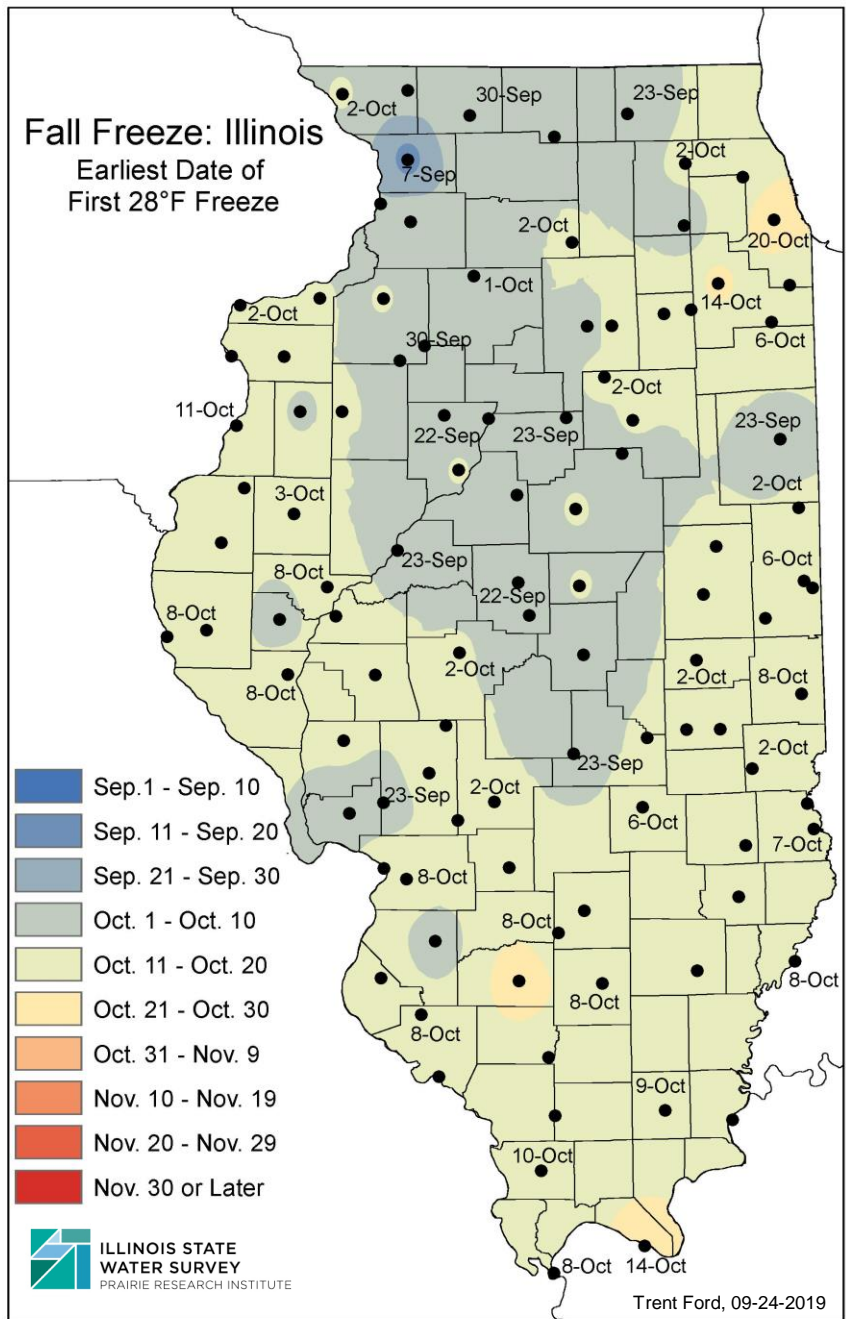 Fall Freeze: Illinois
Earliest Date of
First 28°F Freeze
2-Oct
30-Sep
23-Sep
7-Sep
2-Oct
2-Oct
20-Oct
1-Oct
14-Oct
2-Oct
30-Sep
6-Oct
2-Oct
11-Oct
22-Sep
23-Sep
23-Sep
2-Oct
3-Oct
23-Sep
6-Oct
8-Oct
22-Sep
8-Oct
2-Oct
2-Oct
8-Oct
8-Oct
2-Oct
23-Sep
23-Sep
2-Oct
6-Oct
7-Oct
8-Oct
8-Oct
8-Oct
8-Oct
8-Oct
9-Oct
10-Oct
8-Oct
14-Oct
Sep.1 - Sep. 10
Sep. 11 - Sep. 20
Sep. 21 - Sep. 30
Oct. 1 - Oct. 10
Oct. 11 - Oct. 20
Oct. 21 - Oct. 30
Oct. 31 - Nov. 9
Nov. 10 - Nov. 19
Nov. 20 - Nov. 29
Nov. 30 or Later
ILLINOIS STATE
WATER SURVEY
PRAIRIE RESEARCH INSTITUTE
Trent Ford, 09-24-2019